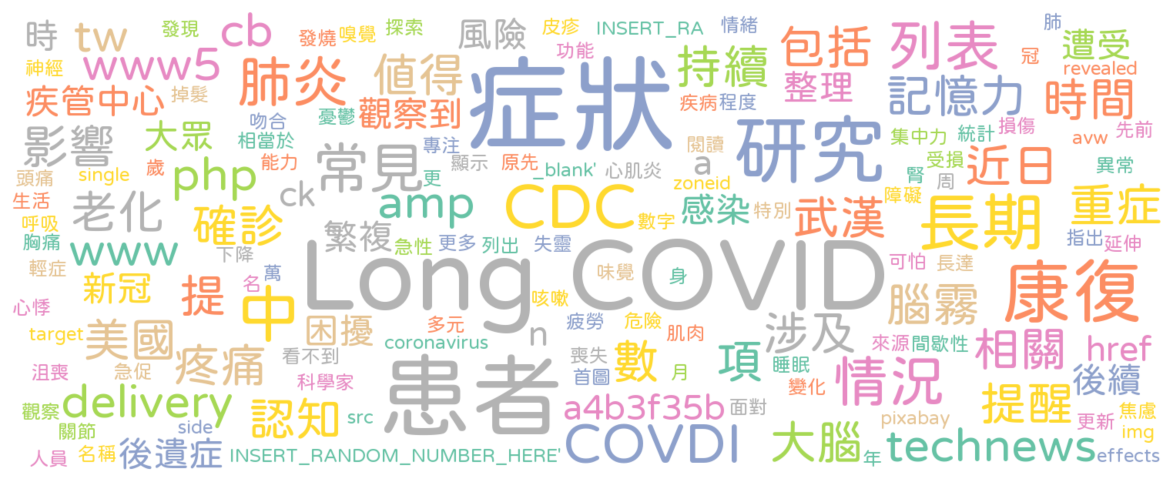 時 tw 發現 cb 發燒 嗅覺 探索 風險 皮疹 INSERT_RA 情緒 肺
神經 www5 肺炎 值得 功能 持續 包括 列表 冠 遭受
疾管中心 掉髮 憂鬱 觀察到 症狀 疾病 程度 整理 記憶力 revealed 時間
影響 大眾 吻合 相當於 專注 研究 閱讀 集中力 統計 損傷 avw 先前
頭痛 single 歲 php 能力 常見 顯示 原先 _blank' 心肌炎 a 受損 近日 異常
生活 老化 ck amp 更 CDC zoneid 感染 特別 武漢 腎 周 障礙 長期 重症
呼吸 www 確診 繁複 急性 更多 列出 失靈 數字 指出
胸痛 輕症 下降 Long COVID 味覺 身 可怕 長達 延伸
心悸 新冠 提 名 萬 中 咳嗽 腦霧 康復
target 美國 困擾 多元 coronavirus n 疲勞 危險 肌肉 涉及 來源 間歇性 相關 href
沮喪 急促 疼痛 看不到 科學家 患者 喪失 首圖 數 月 項 睡眠 變化 情況 後續
觀察 delivery 認知 src a4b3f35b 面對 pixabay 提醒 更新 焦慮
關節 side COVDI 大腦 年 technews img
人員 名稱 後遺症 INSERT_RANDOM_NUMBER_HERE' effects